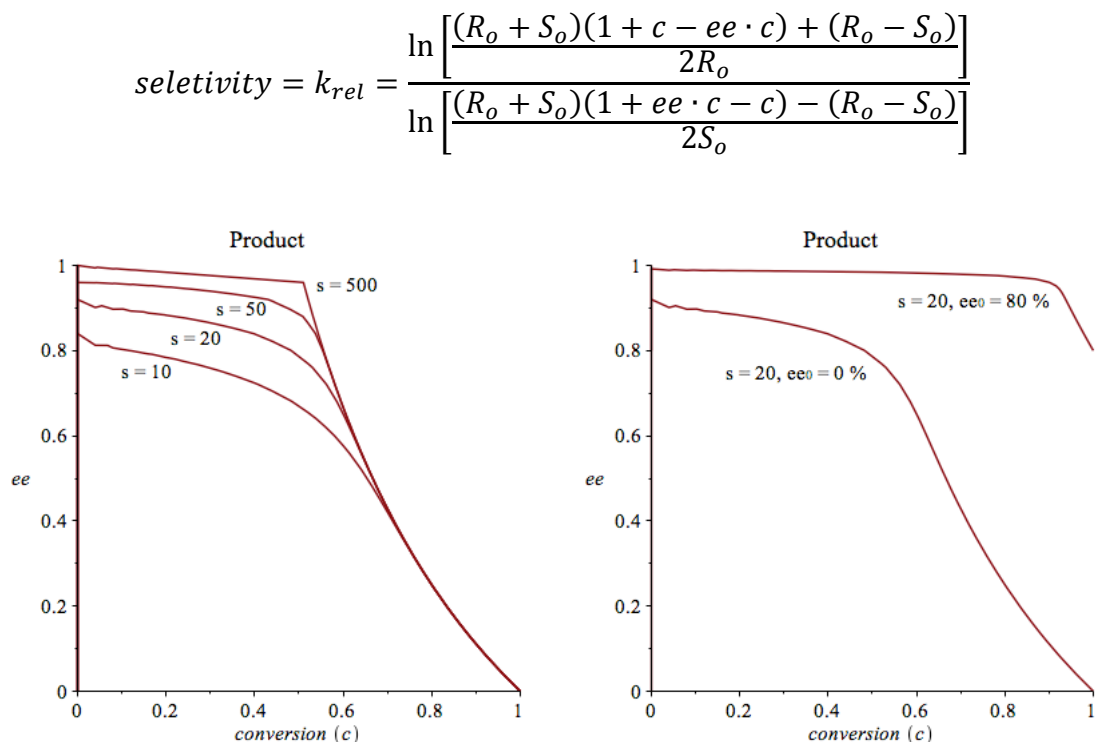 seletivity = k_rel = ln[((R_o + S_o)(1 + c − ee · c) + (R_o − S_o)) / 2R_o] / ln[((R_o + S_o)(1 + ee · c − c) − (R_o − S_o)) / 2S_o]
Product
1
0.8
0.6
0.4
0.2
0
ee
s = 500
s = 50
s = 20
s = 10
0
0.2
0.4
0.6
0.8
1
conversion (c)
Product
1
0.8
0.6
0.4
0.2
0
ee
s = 20, ee0 = 80 %
s = 20, ee0 = 0 %
0
0.2
0.4
0.6
0.8
1
conversion (c)